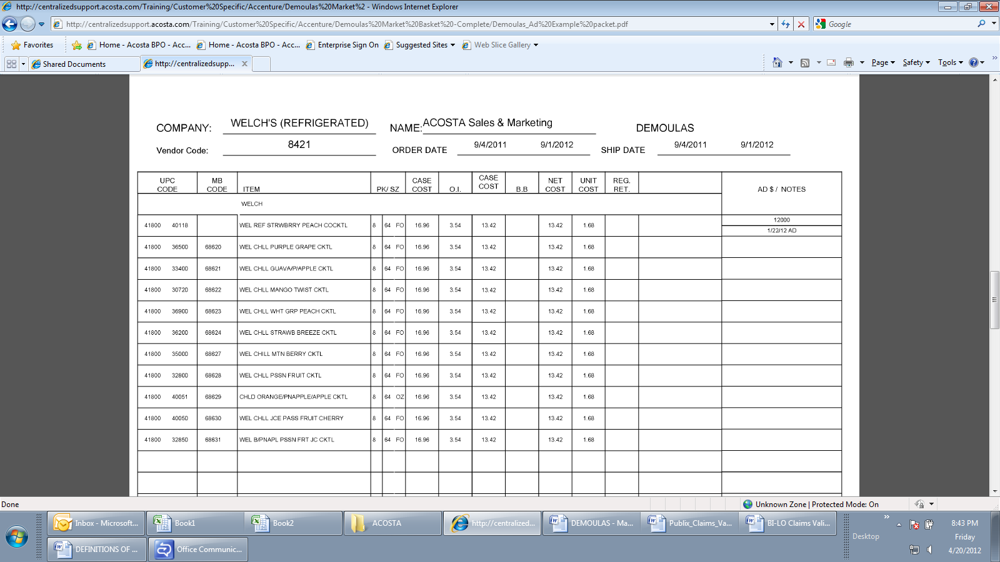 http://centralizedsupport.acosta.com/Training/Customer%20Specific/Accenture/Demoulas%20Market%2 - Windows Internet Explorer
http://centralizedsupport.acosta.com/Training/Customer%20Specific/Accenture/Demoulas%20Market%20Basket%20-Complete/Demoulas_Ad%20Example%20packet.pdf
Google
Favorites
Home - Acosta BPO - Acc...
Home - Acosta BPO - Acc...
Enterprise Sign On
Suggested Sites
Web Slice Gallery
Shared Documents
http://centralizedsupp...
Page
Safety
Tools
COMPANY: WELCH'S (REFRIGERATED) NAME: ACOSTA Sales & Marketing DEMOULAS
Vendor Code: 8421 ORDER DATE 9/4/2011 9/1/2012 SHIP DATE 9/4/2011 9/1/2012
UPC CODE MB CODE ITEM PK/ SZ CASE COST O.I. CASE COST B.B NET COST UNIT COST REG. RET. AD $ / NOTES
WELCH
41800 40118 WEL REF STRWBRRY PEACH COCKTL 8 64 FO 16.96 3.54 13.42 13.42 1.68 12000
1/22/12 AD
41800 36500 68620 WEL CHLL PURPLE GRAPE CKTL 8 64 FO 16.96 3.54 13.42 13.42 1.68
41800 33400 68621 WEL CHLL GUAVA/P/APPLE CKTL 8 64 FO 16.96 3.54 13.42 13.42 1.68
41800 30720 68622 WEL CHLL MANGO TWIST CKTL 8 64 FO 16.96 3.54 13.42 13.42 1.68
41800 36900 68623 WEL CHLL WHT GRP PEACH CKTL 8 64 FO 16.96 3.54 13.42 13.42 1.68
41800 36200 68624 WEL CHLL STRAWB BREEZE CKTL 8 64 FO 16.96 3.54 13.42 13.42 1.68
41800 35000 68627 WEL CHILL MTN BERRY CKTL 8 64 FO 16.96 3.54 13.42 13.42 1.68
41800 32800 68628 WEL CHLL PSSN FRUIT CKTL 8 64 FO 16.96 3.54 13.42 13.42 1.68
41800 40051 68629 CHLD ORANGE/PNAPPLE/APPLE CKTL 8 64 OZ 16.96 3.54 13.42 13.42 1.68
41800 40050 68630 WEL CHLL JCE PASS FRUIT CHERRY 8 64 FO 16.96 3.54 13.42 13.42 1.68
41800 32850 68631 WEL B/PNAPL PSSN FRT JC CKTL 8 64 FO 16.96 3.54 13.42 13.42 1.68
Done
Unknown Zone | Protected Mode: On
Inbox - Microsoft...
Book1
Book2
ACOSTA
http://centralized...
DEMOULAS - Ma...
Publix_Claims_Va...
BI-LO Claims Vali...
DEFINITIONS OF ...
Office Communic...
Desktop
8:43 PM
Friday
4/20/2012